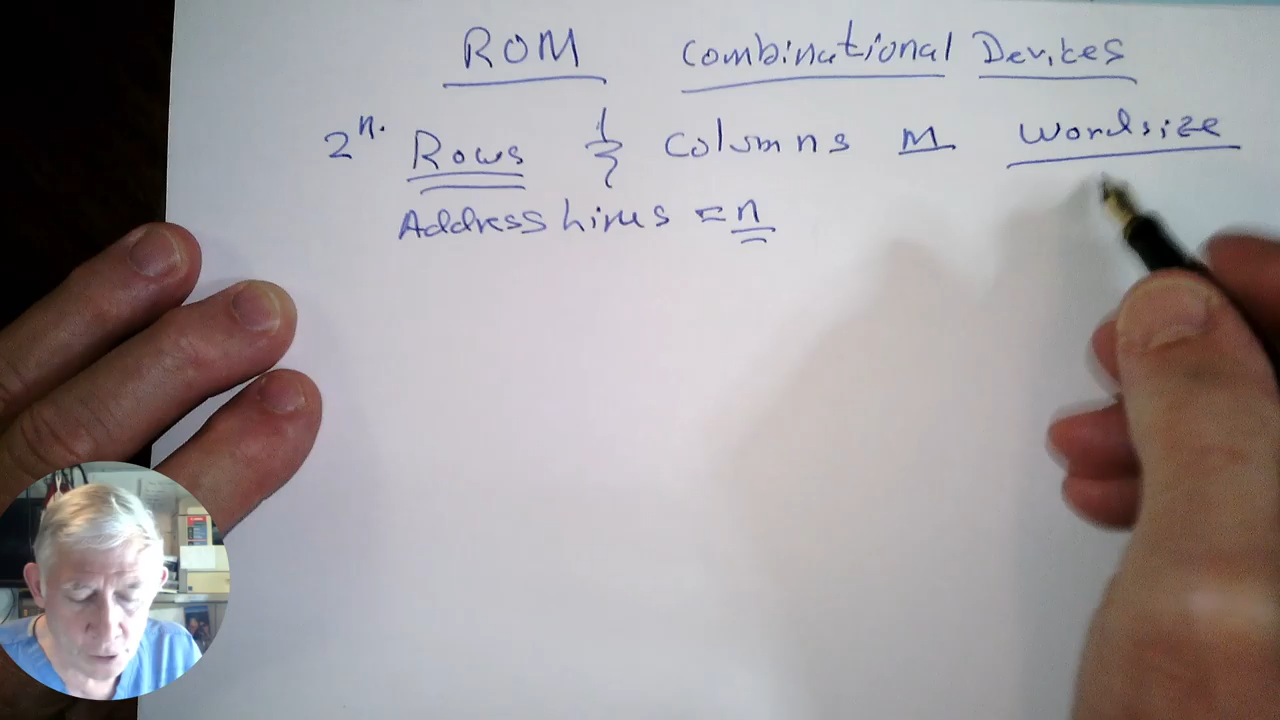 ROM Combinational Devices
2ⁿ· Rows & Columns M Wordsize
Address Lines = n